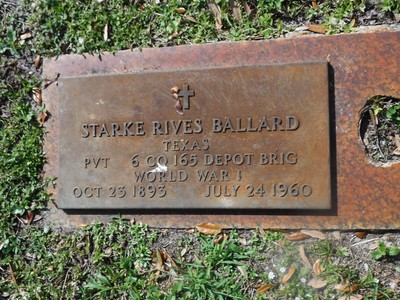 STARKE RIVES BALLARD
TEXAS
PVT 6 CO 165 DEPOT BRIG
WORLD WAR I
OCT 23 1893 JULY 24 1960